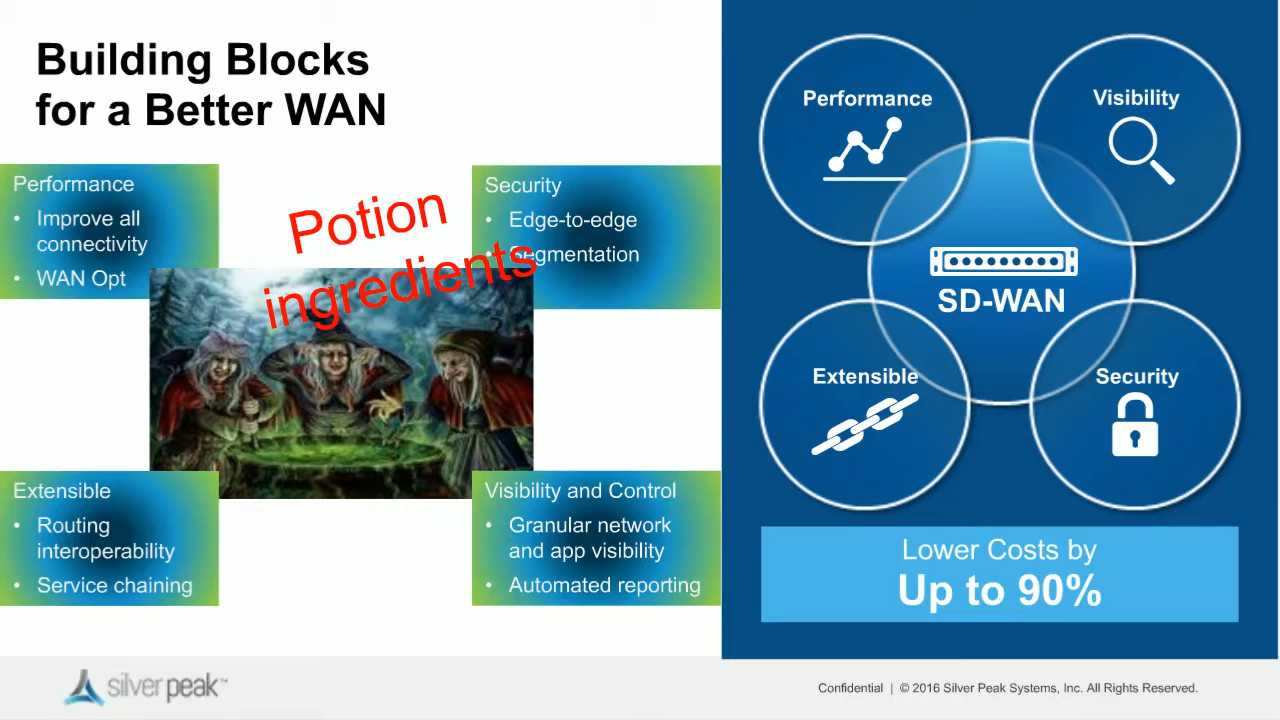 Building Blocks
for a Better WAN
Performance
• Improve all
connectivity
• WAN Opt
Potion
ingredients
Security
• Edge-to-edge
• Segmentation
Extensible
• Routing
interoperability
• Service chaining
Visibility and Control
• Granular network
and app visibility
• Automated reporting
Performance
Visibility
SD-WAN
Extensible
Security
Lower Costs by
Up to 90%
silver peak™
Confidential | © 2016 Silver Peak Systems, Inc. All Rights Reserved.